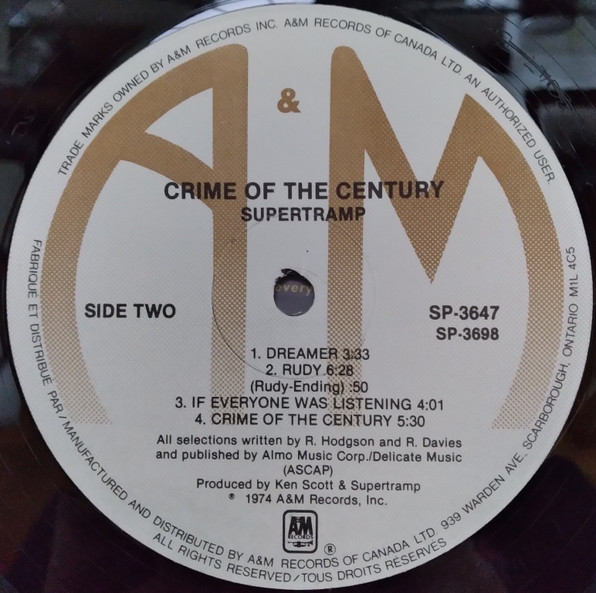 TRADE MARKS OWNED BY A&M RECORDS INC. A&M RECORDS OF CANADA LTD. AN AUTHORIZED USER.
A & M
CRIME OF THE CENTURY
SUPERTRAMP
overy
SIDE TWO
SP-3647
SP-3698
1. DREAMER 3:33
2. RUDY 6:28
(Rudy-Ending) :50
3. IF EVERYONE WAS LISTENING 4:01
4. CRIME OF THE CENTURY 5:30
All selections written by R. Hodgson and R. Davies
and published by Almo Music Corp./Delicate Music
(ASCAP)
Produced by Ken Scott & Supertramp
℗ 1974 A&M Records, Inc.
A&M
RECORDS
®
FABRIQUÉ ET DISTRIBUÉ PAR/MANUFACTURED AND DISTRIBUTED BY A&M RECORDS OF CANADA LTD. 939 WARDEN AVE., SCARBOROUGH, ONTARIO M1L 4C5
ALL RIGHTS RESERVED/TOUS DROITS RÉSERVÉS